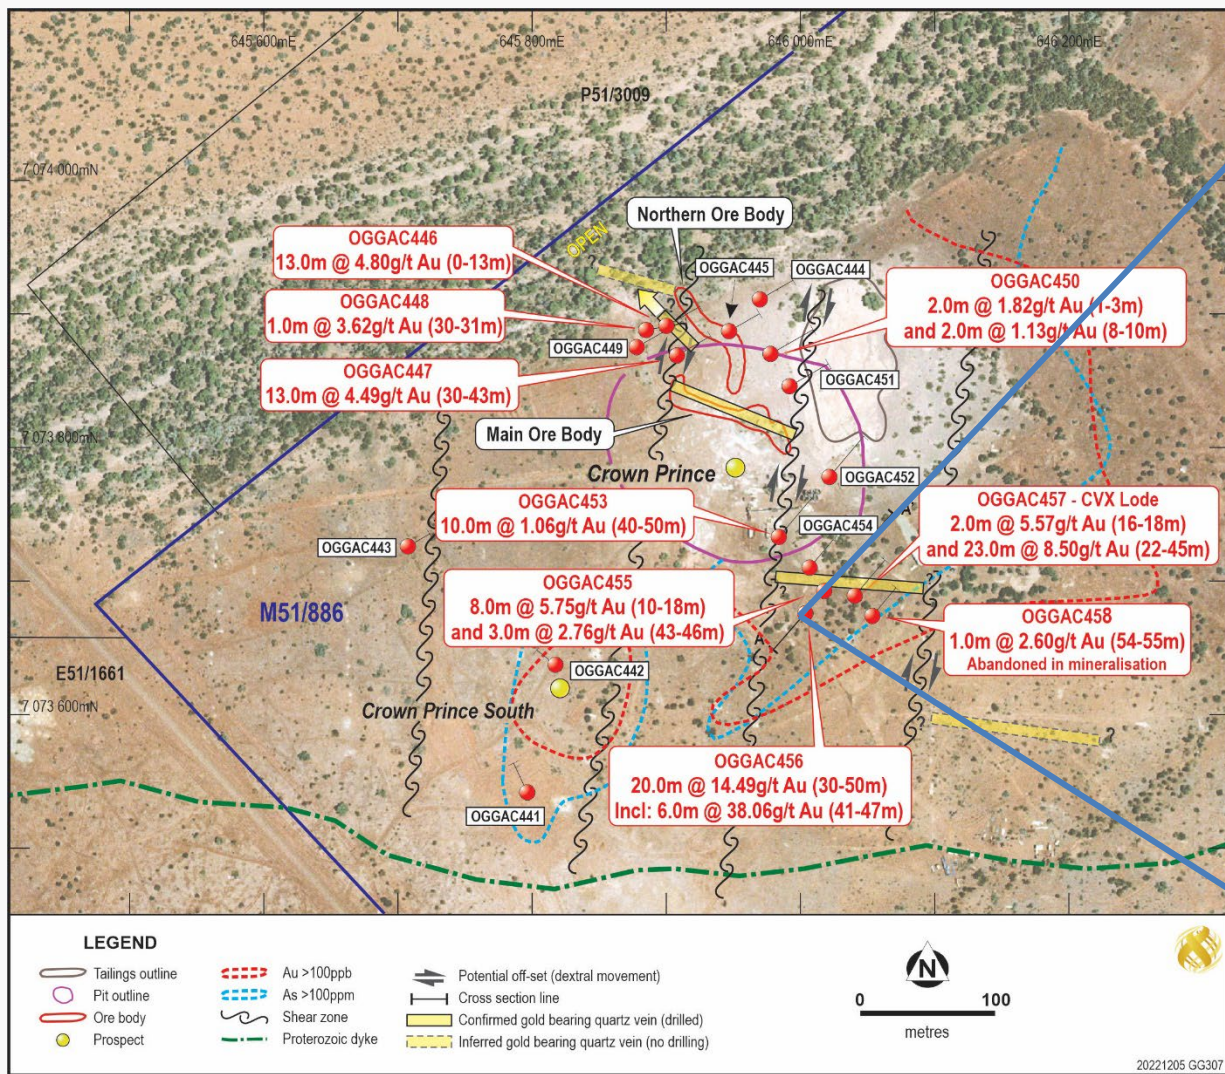 645 600mE
645 800mE
646 000mE
646 200mE
P51/3009
7 074 000mN
Northern Ore Body
OPEN
OGGAC446
13.0m @ 4.80g/t Au (0-13m)
?
OGGAC445
OGGAC444
OGGAC450
2.0m @ 1.82g/t Au (1-3m)
and 2.0m @ 1.13g/t Au (8-10m)
OGGAC448
1.0m @ 3.62g/t Au (30-31m)
OGGAC449
OGGAC447
13.0m @ 4.49g/t Au (30-43m)
OGGAC451
7 073 800mN
Main Ore Body
Crown Prince
OGGAC452
OGGAC453
10.0m @ 1.06g/t Au (40-50m)
OGGAC454
A'
OGGAC457 - CVX Lode
2.0m @ 5.57g/t Au (16-18m)
and 23.0m @ 8.50g/t Au (22-45m)
OGGAC443
OGGAC455
8.0m @ 5.75g/t Au (10-18m)
and 3.0m @ 2.76g/t Au (43-46m)
?
?
M51/886
OGGAC458
1.0m @ 2.60g/t Au (54-55m)
Abandoned in mineralisation
A
E51/1661
OGGAC442
7 073 600mN
Crown Prince South
?
?
OGGAC456
20.0m @ 14.49g/t Au (30-50m)
Incl: 6.0m @ 38.06g/t Au (41-47m)
OGGAC441
LEGEND
Tailings outline
Pit outline
Ore body
Prospect
Au >100ppb
As >100ppm
Shear zone
Proterozoic dyke
Potential off-set (dextral movement)
Cross section line
Confirmed gold bearing quartz vein (drilled)
Inferred gold bearing quartz vein (no drilling)
N
0 100
metres
20221205 GG307